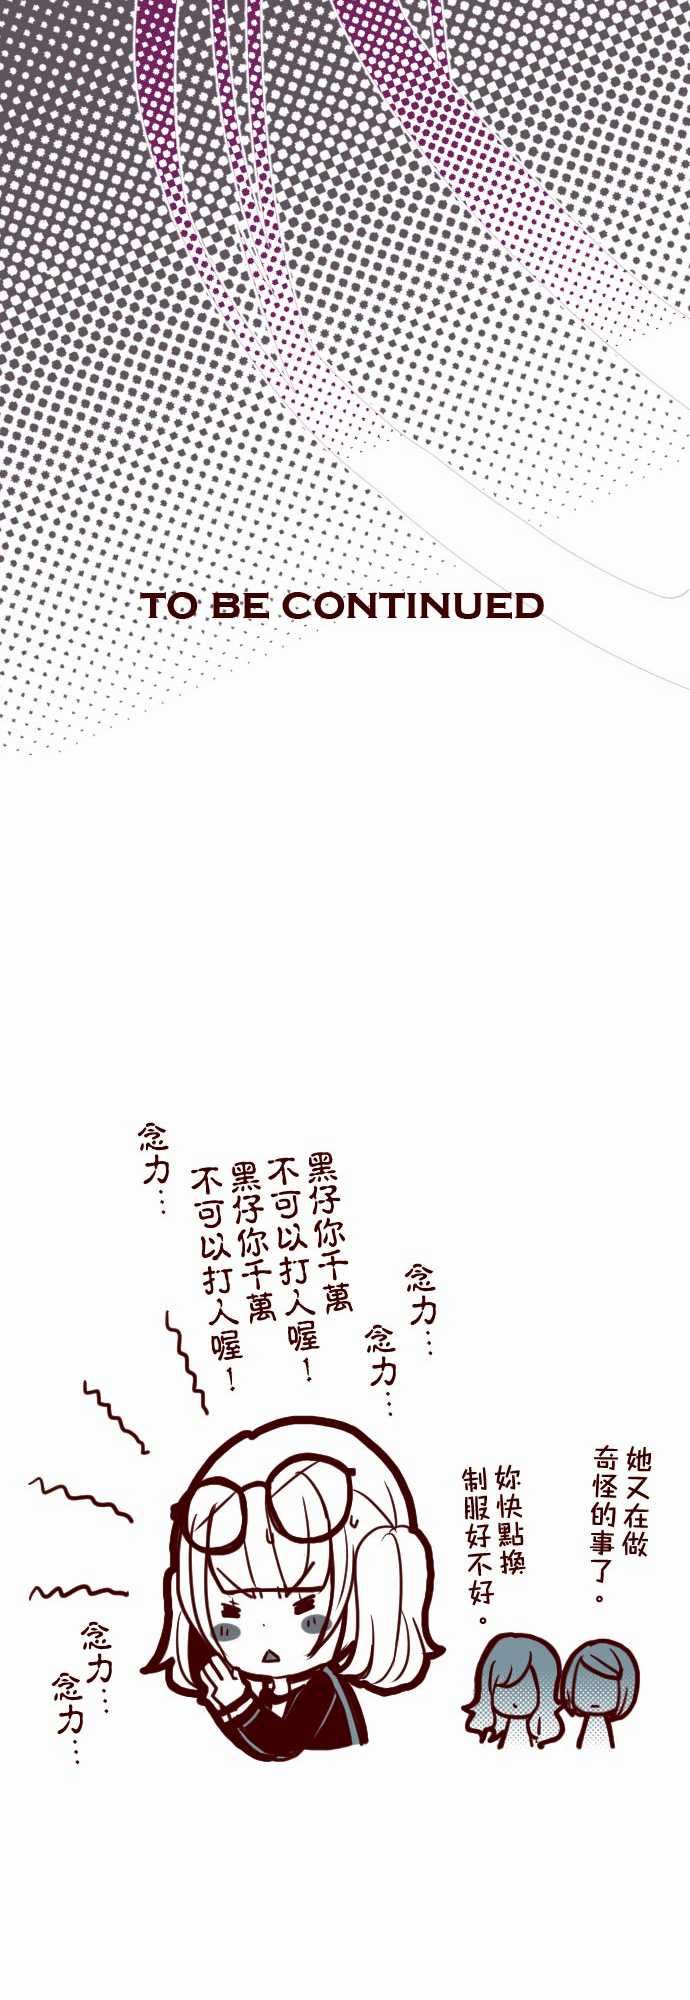 TO BE CONTINUED
她又在做
奇怪的事了。
妳快點換
制服好不好。
念力…
念力…
黑仔你千萬
不可以打人喔！
黑仔你千萬
不可以打人喔！
念力…
念力…
念力…